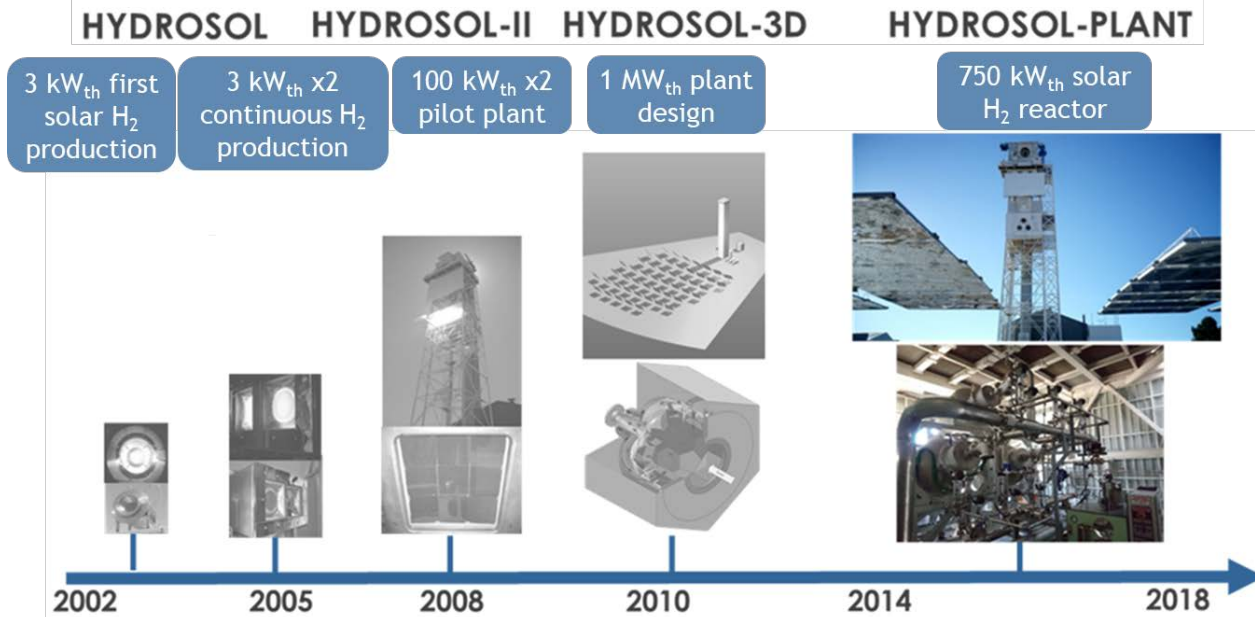 HYDROSOL HYDROSOL-II HYDROSOL-3D HYDROSOL-PLANT
3 kWth first
solar H2
production
3 kWth x2
continuous H2
production
100 kWth x2
pilot plant
1 MWth plant
design
750 kWth solar
H2 reactor
2002 2005 2008 2010 2014 2018